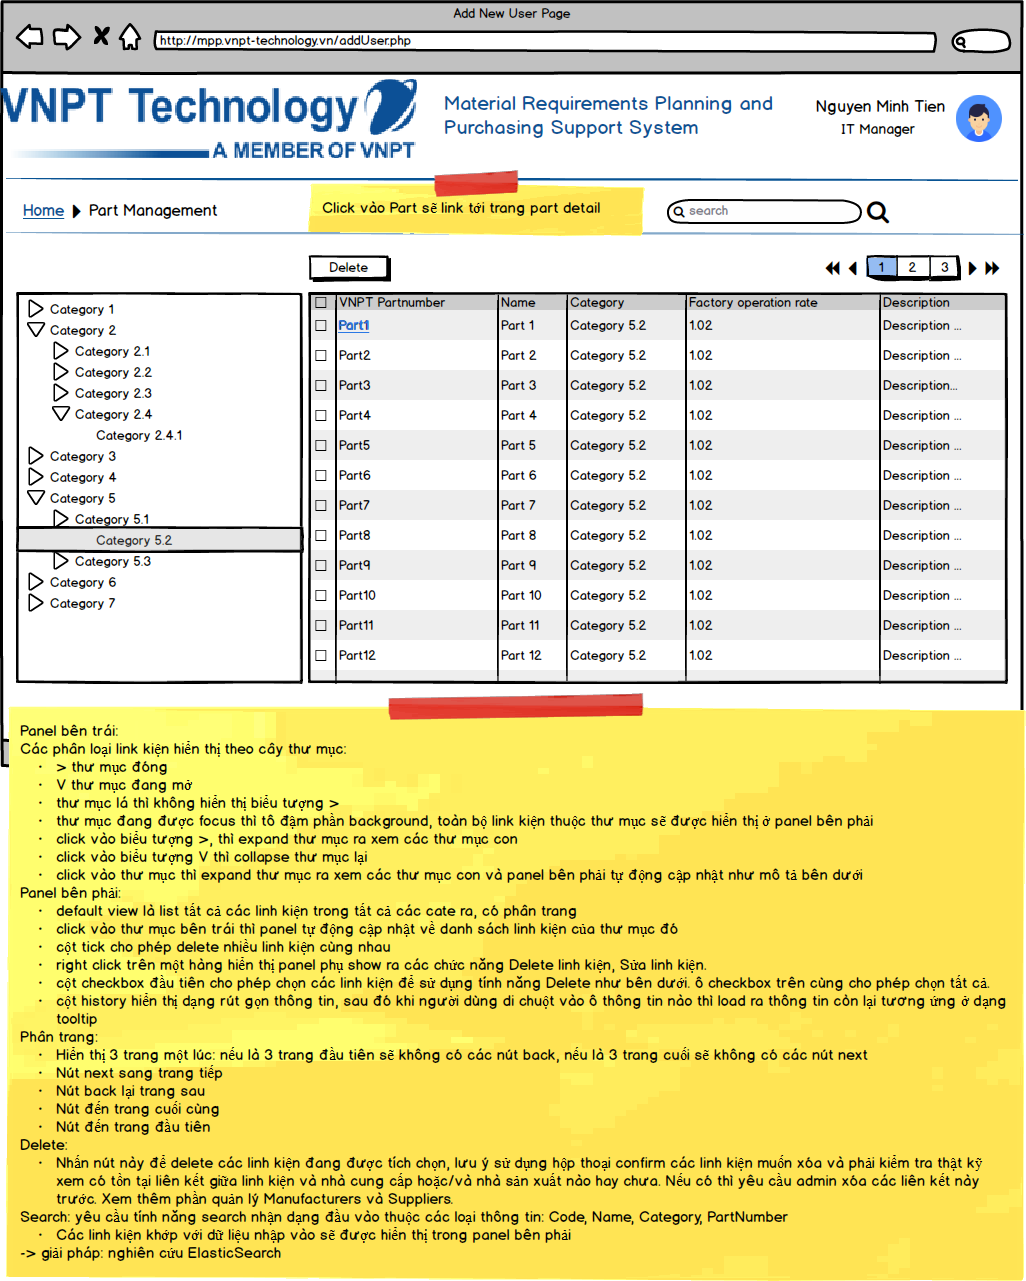 Add New User Page
http://mpp.vnpt-technology.vn/addUser.php
VNPT Technology
A MEMBER OF VNPT
Material Requirements Planning and
Purchasing Support System
Nguyen Minh Tien
IT Manager
Home Part Management
Click vào Part sẽ link tới trang part detail
search
Delete
1 2 3
Category 1
Category 2
Category 2.1
Category 2.2
Category 2.3
Category 2.4
Category 2.4.1
Category 3
Category 4
Category 5
Category 5.1
Category 5.2
Category 5.3
Category 6
Category 7
VNPT Partnumber Name Category Factory operation rate Description
Part1 Part 1 Category 5.2 1.02 Description ...
Part2 Part 2 Category 5.2 1.02 Description ...
Part3 Part 3 Category 5.2 1.02 Description...
Part4 Part 4 Category 5.2 1.02 Description ...
Part5 Part 5 Category 5.2 1.02 Description ...
Part6 Part 6 Category 5.2 1.02 Description ...
Part7 Part 7 Category 5.2 1.02 Description ...
Part8 Part 8 Category 5.2 1.02 Description ...
Part9 Part 9 Category 5.2 1.02 Description ...
Part10 Part 10 Category 5.2 1.02 Description ...
Part11 Part 11 Category 5.2 1.02 Description ...
Part12 Part 12 Category 5.2 1.02 Description ...
Panel bên trái:
Các phân loại link kiện hiển thị theo cây thư mục:
· > thư mục đóng
· V thư mục đang mở
· thư mục lá thì không hiển thị biểu tượng >
· thư mục đang được focus thì tô đậm phần background, toàn bộ link kiện thuộc thư mục sẽ được hiển thị ở panel bên phải
· click vào biểu tượng >, thì expand thư mục ra xem các thư mục con
· click vào biểu tượng V thì collapse thư mục lại
· click vào thư mục thì expand thư mục ra xem các thư mục con và panel bên phải tự động cập nhật như mô tả bên dưới
Panel bên phải:
· default view là list tất cả các linh kiện trong tất cả các cate ra, có phân trang
· click vào thư mục bên trái thì panel tự động cập nhật về danh sách linh kiện của thư mục đó
· cột tick cho phép delete nhiều linh kiện cùng nhau
· right click trên một hàng hiển thị panel phụ show ra các chức năng Delete linh kiện, Sửa linh kiện.
· cột checkbox đầu tiên cho phép chọn các linh kiện để sử dụng tính năng Delete như bên dưới. ô checkbox trên cùng cho phép chọn tất cả.
· cột history hiển thị dạng rút gọn thông tin, sau đó khi người dùng di chuột vào ô thông tin nào thì load ra thông tin còn lại tương ứng ở dạng
tooltip
Phân trang:
· Hiển thị 3 trang một lúc: nếu là 3 trang đầu tiên sẽ không có các nút back, nếu là 3 trang cuối sẽ không có các nút next
· Nút next sang trang tiếp
· Nút back lại trang sau
· Nút đến trang cuối cùng
· Nút đến trang đầu tiên
Delete:
· Nhấn nút này để delete các linh kiện đang được tích chọn, lưu ý sử dụng hộp thoại confirm các linh kiện muốn xóa và phải kiểm tra thật kỹ
xem có tồn tại liên kết giữa linh kiện và nhà cung cấp hoặc/và nhà sản xuất nào hay chưa. Nếu có thì yêu cầu admin xóa các liên kết này
trước. Xem thêm phần quản lý Manufacturers và Suppliers.
Search: yêu cầu tính năng search nhận dạng đầu vào thuộc các loại thông tin: Code, Name, Category, PartNumber
· Các linh kiện khớp với dữ liệu nhập vào sẽ được hiển thị trong panel bên phải
-> giải pháp: nghiên cứu ElasticSearch